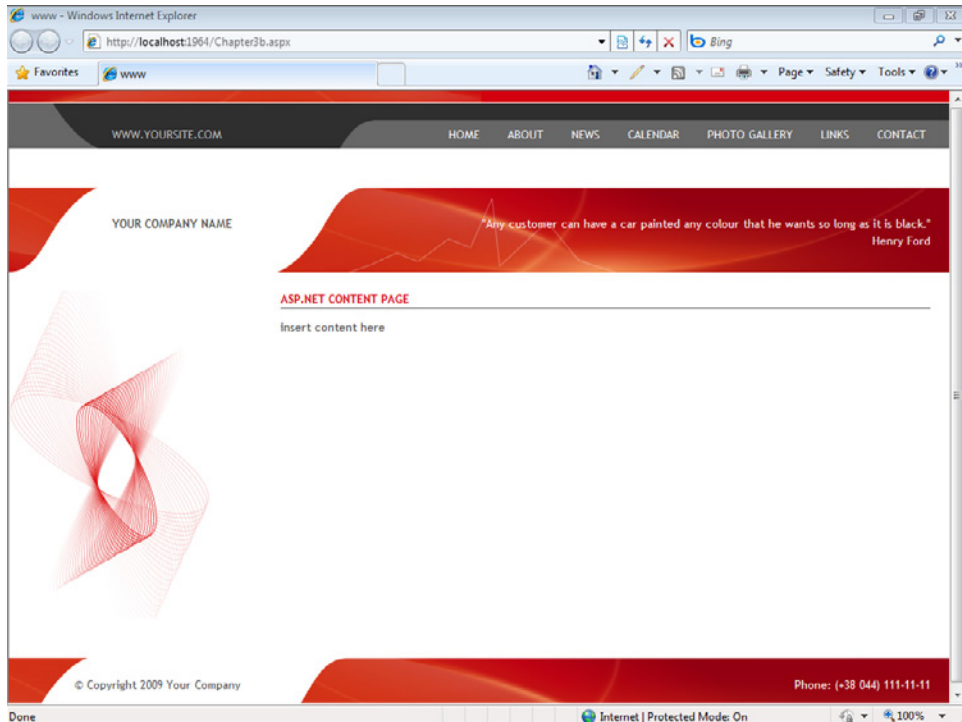 www - Windows Internet Explorer
http://localhost:1964/Chapter3b.aspx
Bing
Favorites
www
Page Safety Tools
WWW.YOURSITE.COM HOME ABOUT NEWS CALENDAR PHOTO GALLERY LINKS CONTACT
YOUR COMPANY NAME
"Any customer can have a car painted any colour that he wants so long as it is black."
Henry Ford
ASP.NET CONTENT PAGE
Insert content here
© Copyright 2009 Your Company
Phone: (+38 044) 111-11-11
Done
Internet | Protected Mode: On
100%